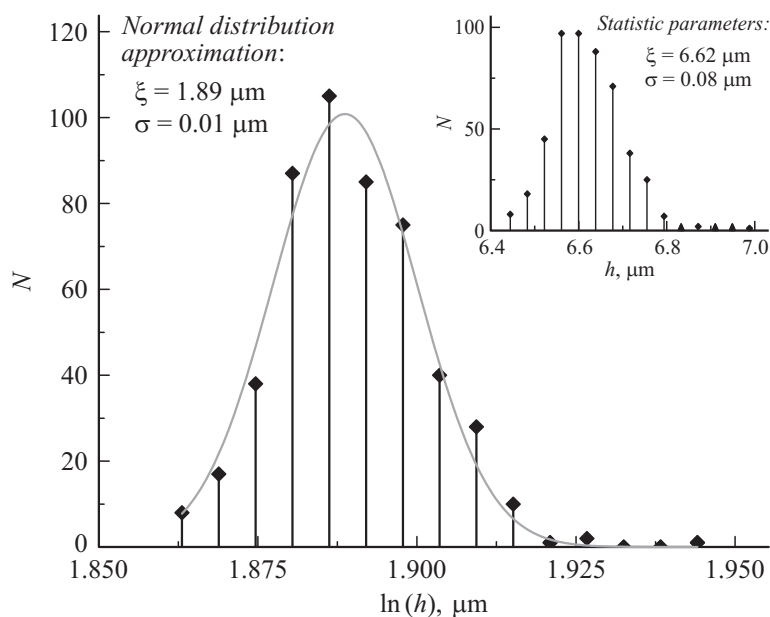 Normal distribution
approximation:
ξ = 1.89 μm
σ = 0.01 μm
120
100
80
60
40
20
0
N
1.850
1.875
1.900
1.925
1.950
ln (h), μm
Statistic parameters:
ξ = 6.62 μm
σ = 0.08 μm
100
50
0
N
6.4
6.6
6.8
7.0
h, μm